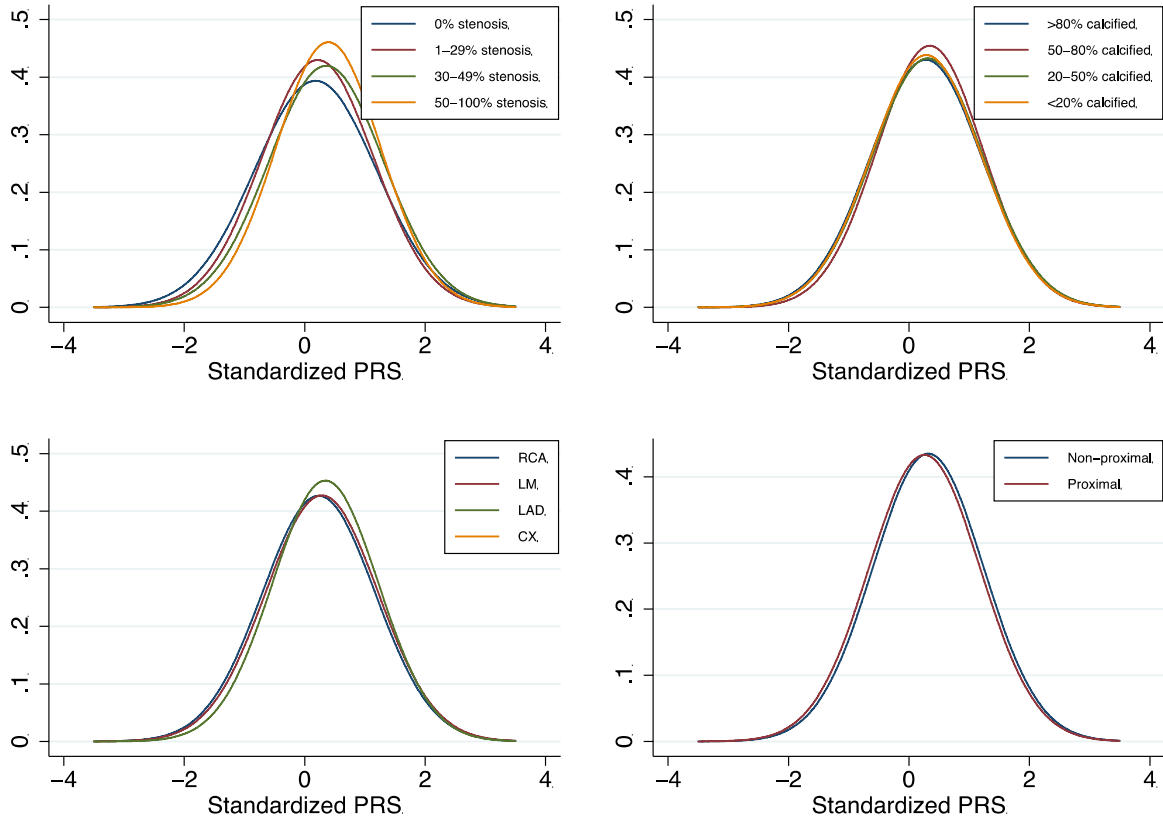 .5
.4
.3
.2
.1
0
−4 −2 0 2 4
Standardized PRS
0% stenosis
1−29% stenosis
30−49% stenosis
50−100% stenosis
.5
.4
.3
.2
.1
0
−4 −2 0 2 4
Standardized PRS
>80% calcified
50−80% calcified
20−50% calcified
<20% calcified
.5
.4
.3
.2
.1
0
−4 −2 0 2 4
Standardized PRS
RCA
LM
LAD
CX
.4
.3
.2
.1
0
−4 −2 0 2 4
Standardized PRS
Non−proximal
Proximal